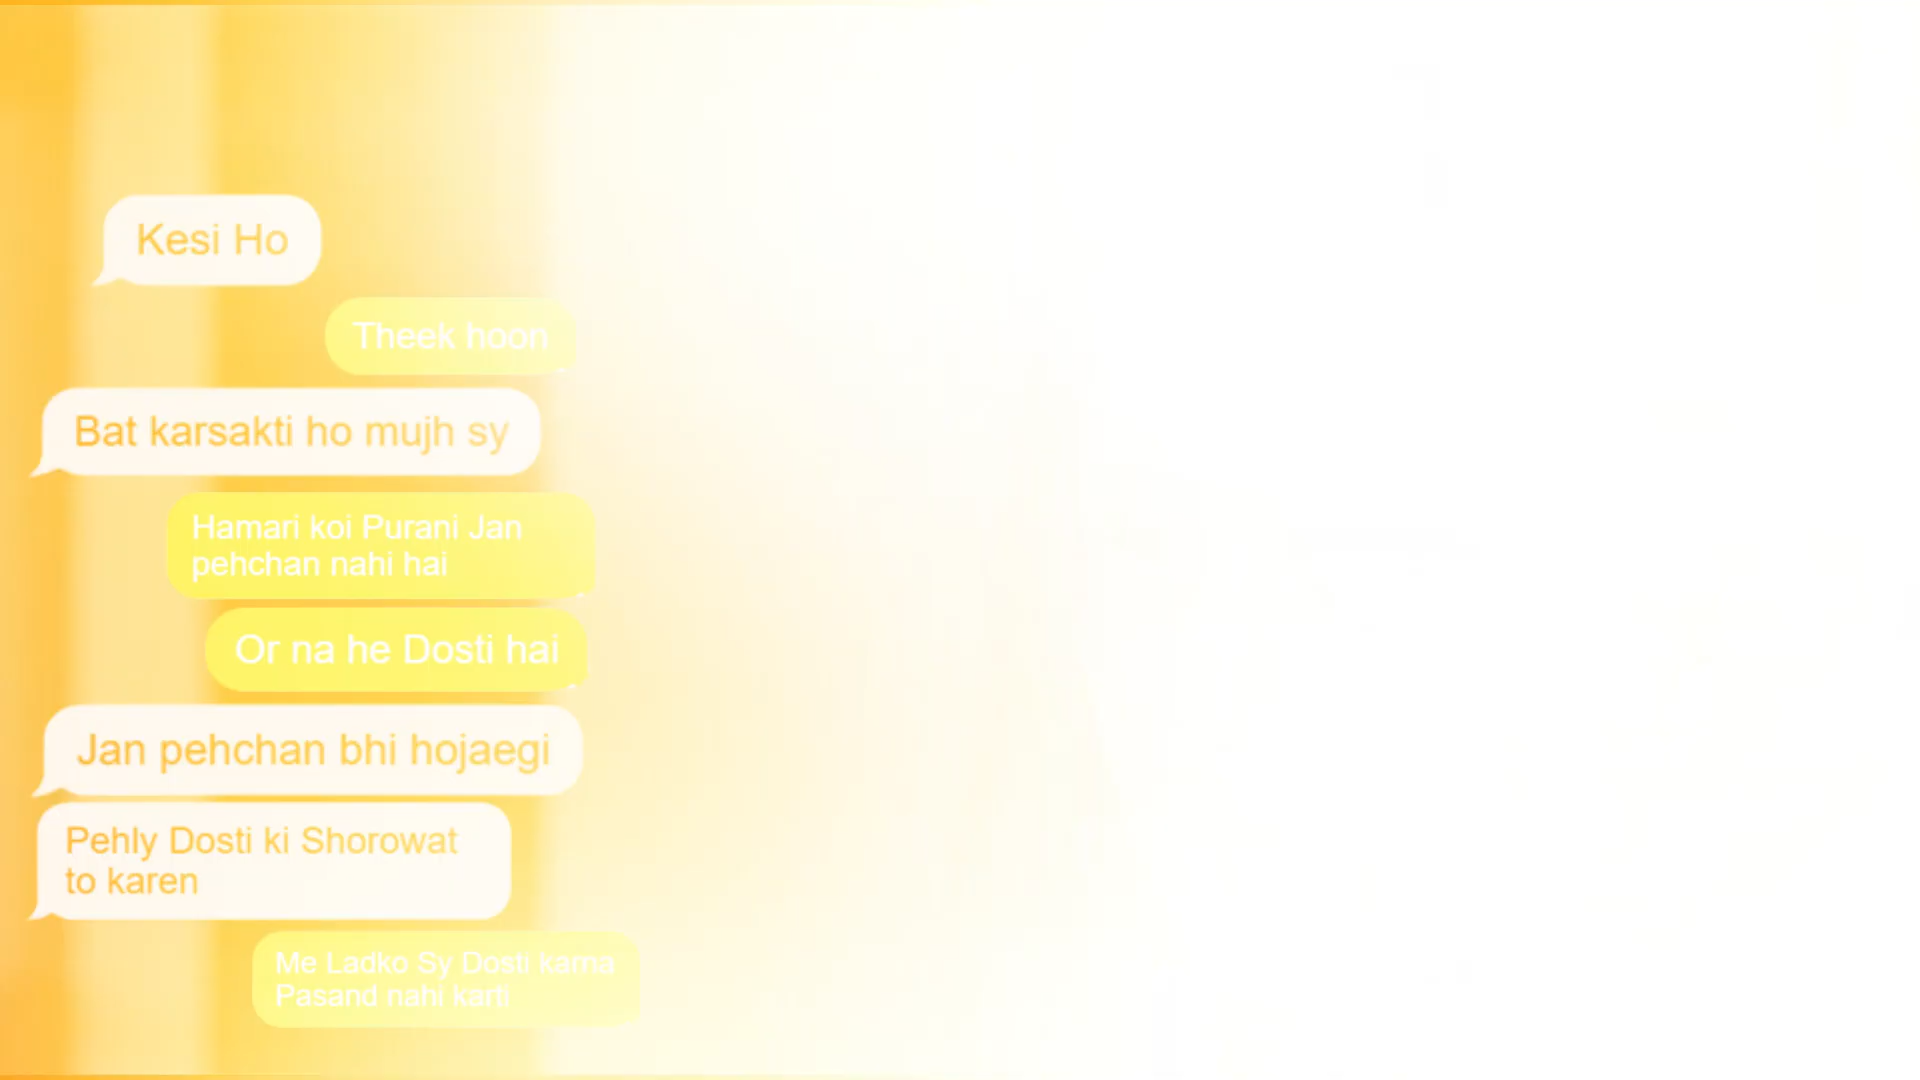 Kesi Ho
Theek hoon
Bat karsakti ho mujh sy
Hamari koi Purani Jan
pehchan nahi hai
Or na he Dosti hai
Jan pehchan bhi hojaegi
Pehly Dosti ki Shorowat
to karen
Me Ladko Sy Dosti karna
Pasand nahi karti